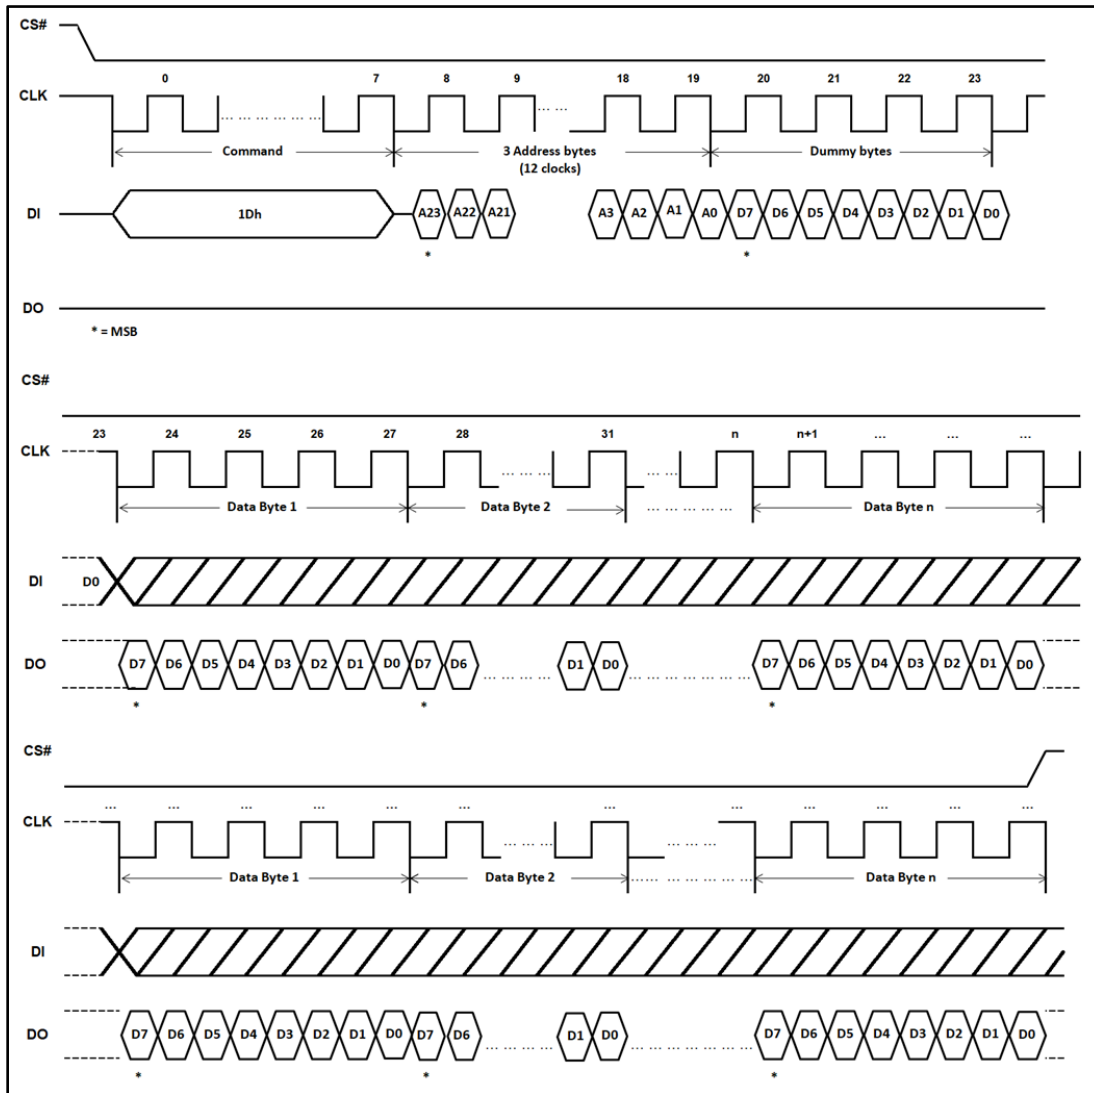 CS#
0 7 8 9 18 19 20 21 22 23
CLK
... ... ... ... ... ...
Command 3 Address bytes Dummy bytes
(12 clocks)
DI 1Dh A23 A22 A21 A3 A2 A1 A0 D7 D6 D5 D4 D3 D2 D1 D0
* *
DO
* = MSB
CS#
23 24 25 26 27 28 31 n n+1 ... ... ...
CLK
... ... ... ... ...
Data Byte 1 Data Byte 2 ... ... ... ... ... Data Byte n
DI D0
DO D7 D6 D5 D4 D3 D2 D1 D0 D7 D6 ... ... ... ... D1 D0 ... ... ... ... ... D7 D6 D5 D4 D3 D2 D1 D0
* * *
CS#
... ... ... ... ... ... ... ... ... ... ... ...
CLK
... ... ... ... ... ...
Data Byte 1 Data Byte 2 ...... ... ... ... ... Data Byte n
DI
DO D7 D6 D5 D4 D3 D2 D1 D0 D7 D6 ... ... ... ... D1 D0 ... ... ... ... ... D7 D6 D5 D4 D3 D2 D1 D0
* * *